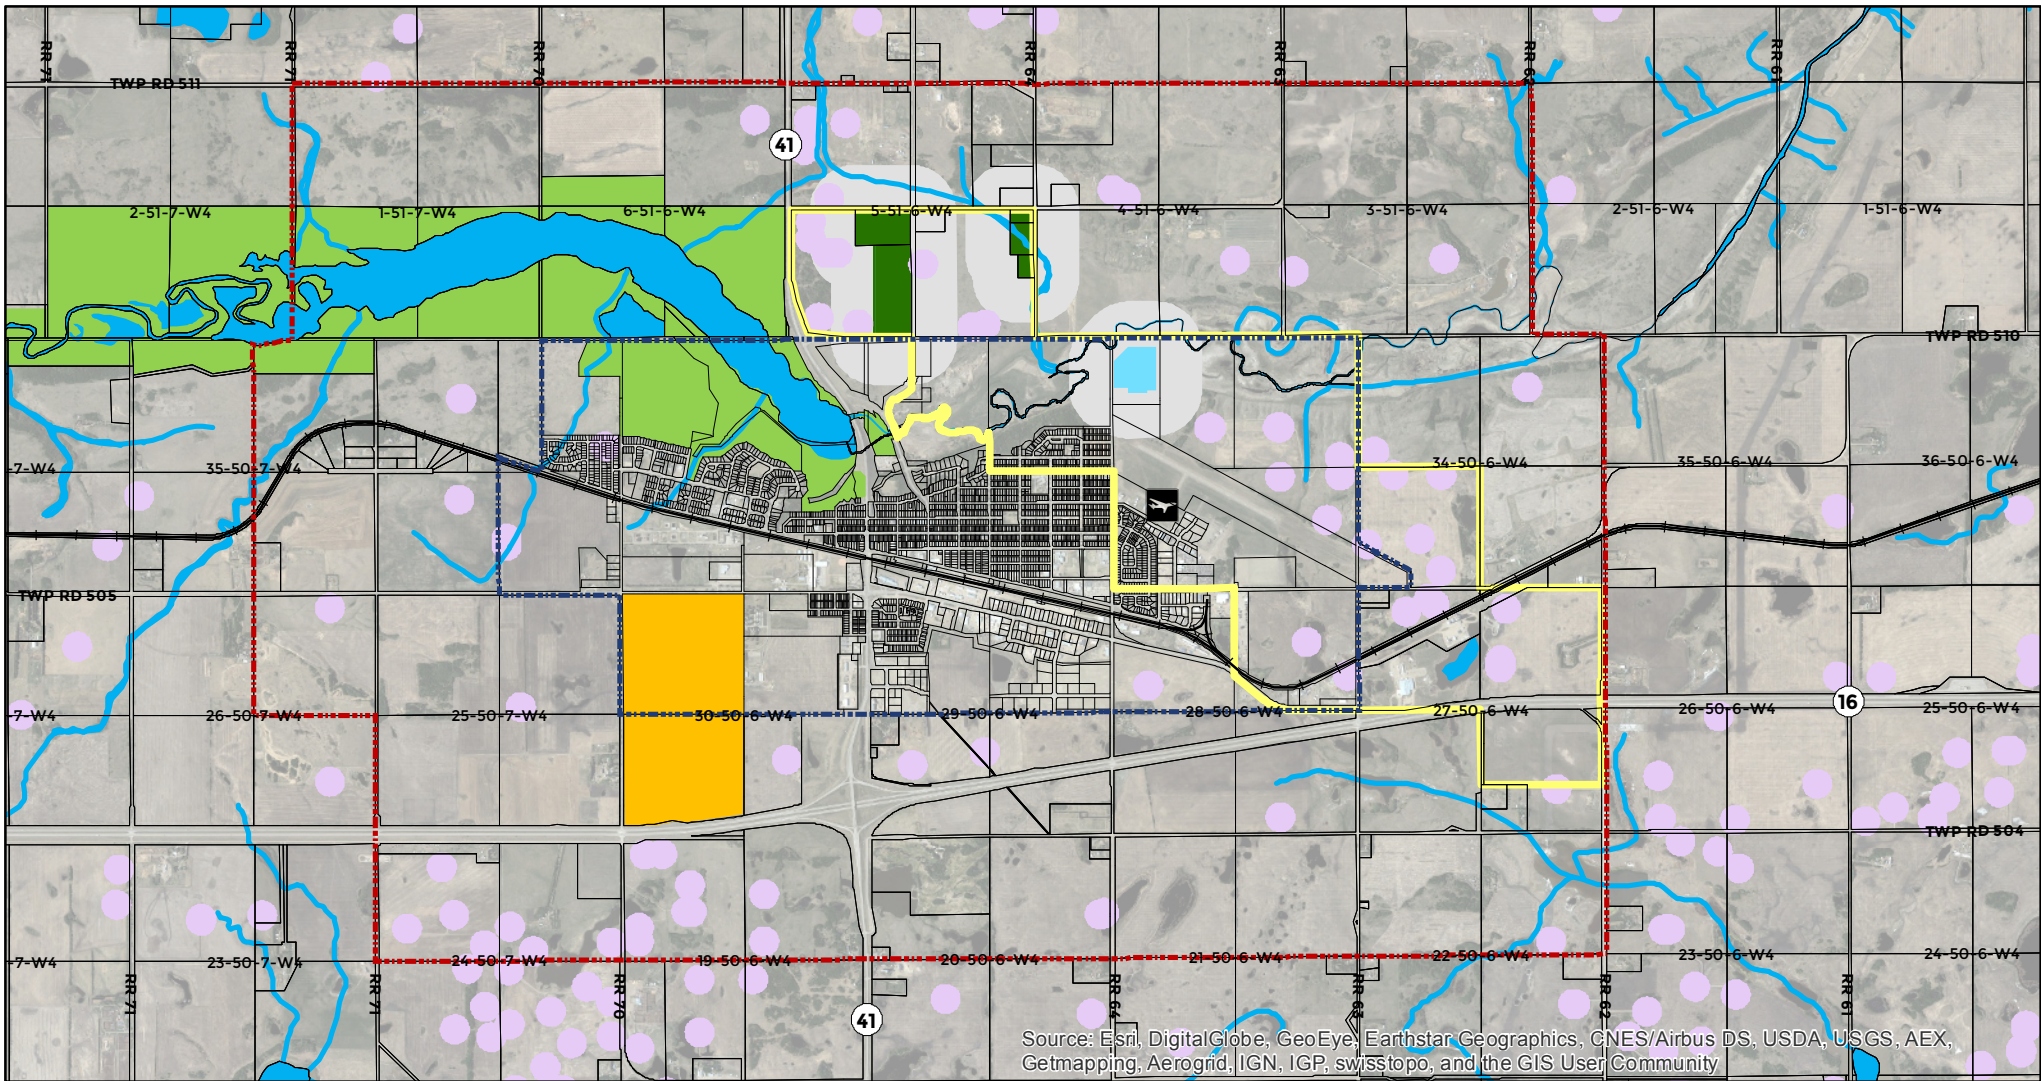 RR 71
RR 71
RR 70
RR 64
RR 63
RR 62
RR 61
TWP RD 511
41
2-51-7-W4
1-51-7-W4
6-51-6-W4
5-51-6-W4
4-51-6-W4
3-51-6-W4
2-51-6-W4
1-51-6-W4
TWP RD 510
-7-W4
35-50-7-W4
34-50-6-W4
35-50-6-W4
36-50-6-W4
TWP RD 505
-7-W4
26-50-7-W4
25-50-7-W4
30-50-6-W4
29-50-6-W4
28-50-6-W4
27-50-6-W4
26-50-6-W4
16
25-50-6-W4
TWP RD 504
-7-W4
23-50-7-W4
24-50-7-W4
19-50-6-W4
20-50-6-W4
21-50-6-W4
22-50-6-W4
23-50-6-W4
24-50-6-W4
RR 71
RR 71
RR 70
RR 64
RR 63
RR 62
RR 61
41
Source: Esri, DigitalGlobe, GeoEye, Earthstar Geographics, CNES/Airbus DS, USDA, USGS, AEX,
Getmapping, Aerogrid, IGN, IGP, swisstopo, and the GIS User Community